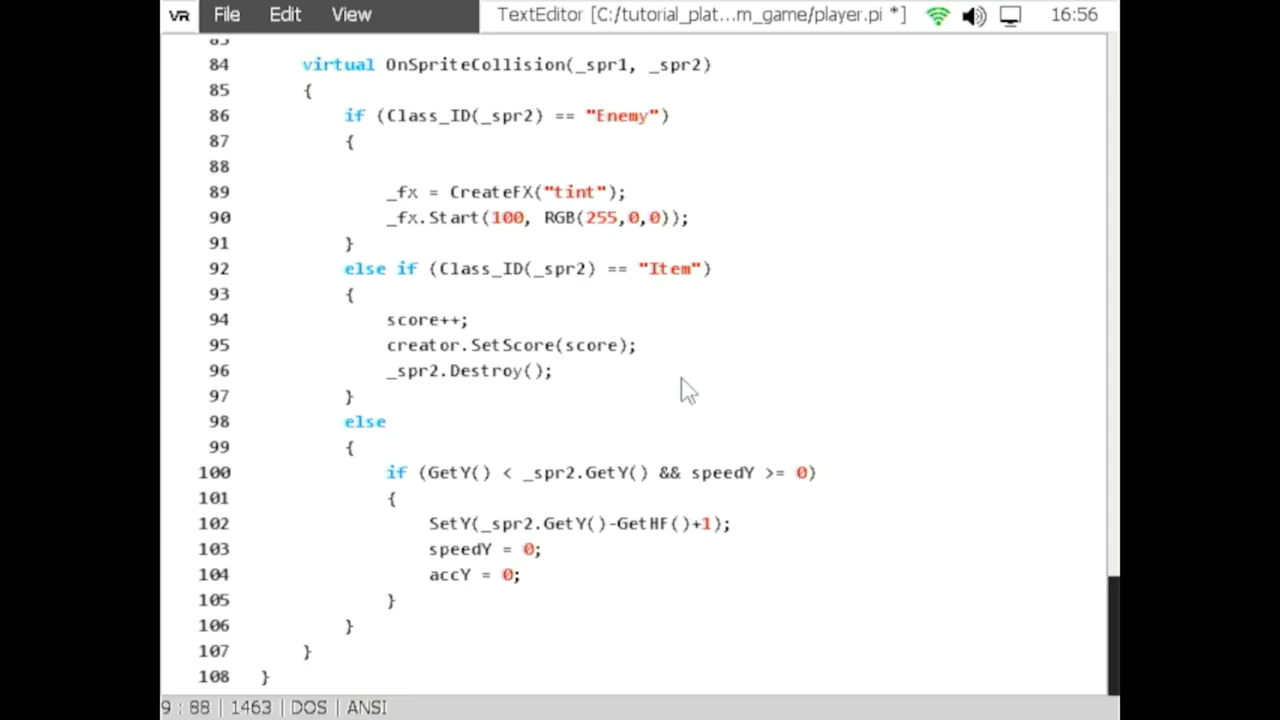 VR File Edit View TextEditor [C:/tutorial_plat...m_game/player.pi *] 16:56
83
84 virtual OnSpriteCollision(_spr1, _spr2)
85 {
86 if (Class_ID(_spr2) == "Enemy")
87 {
88
89 _fx = CreateFX("tint");
90 _fx.Start(100, RGB(255,0,0));
91 }
92 else if (Class_ID(_spr2) == "Item")
93 {
94 score++;
95 creator.SetScore(score);
96 _spr2.Destroy();
97 }
98 else
99 {
100 if (GetY() < _spr2.GetY() && speedY >= 0)
101 {
102 SetY(_spr2.GetY()-GetHF()+1);
103 speedY = 0;
104 accY = 0;
105 }
106 }
107 }
108 }
9 : 88 | 1463 | DOS | ANSI